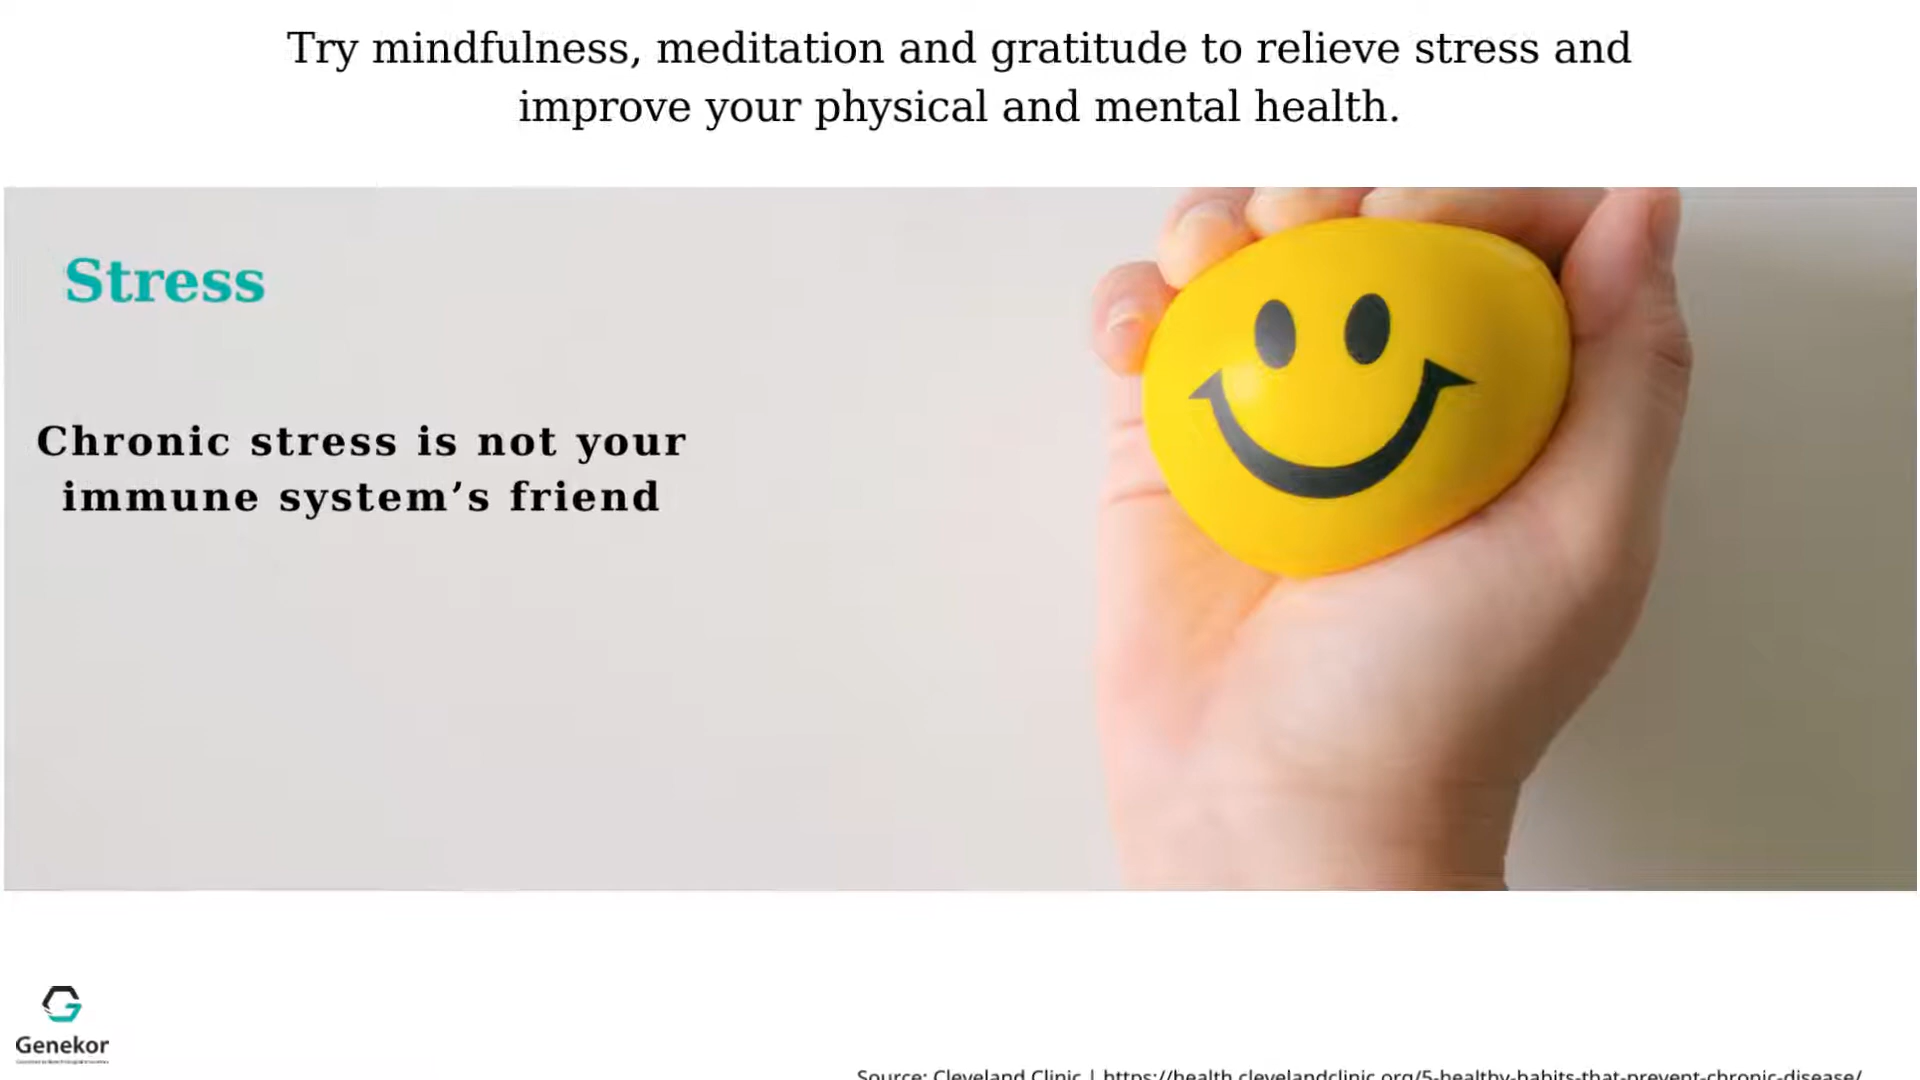 Try mindfulness, meditation and gratitude to relieve stress and
improve your physical and mental health.
Stress
Chronic stress is not your
immune system’s friend
Genekor
Source: Cleveland Clinic | https://health.clevelandclinic.org/5-healthy-habits-that-prevent-chronic-disease/